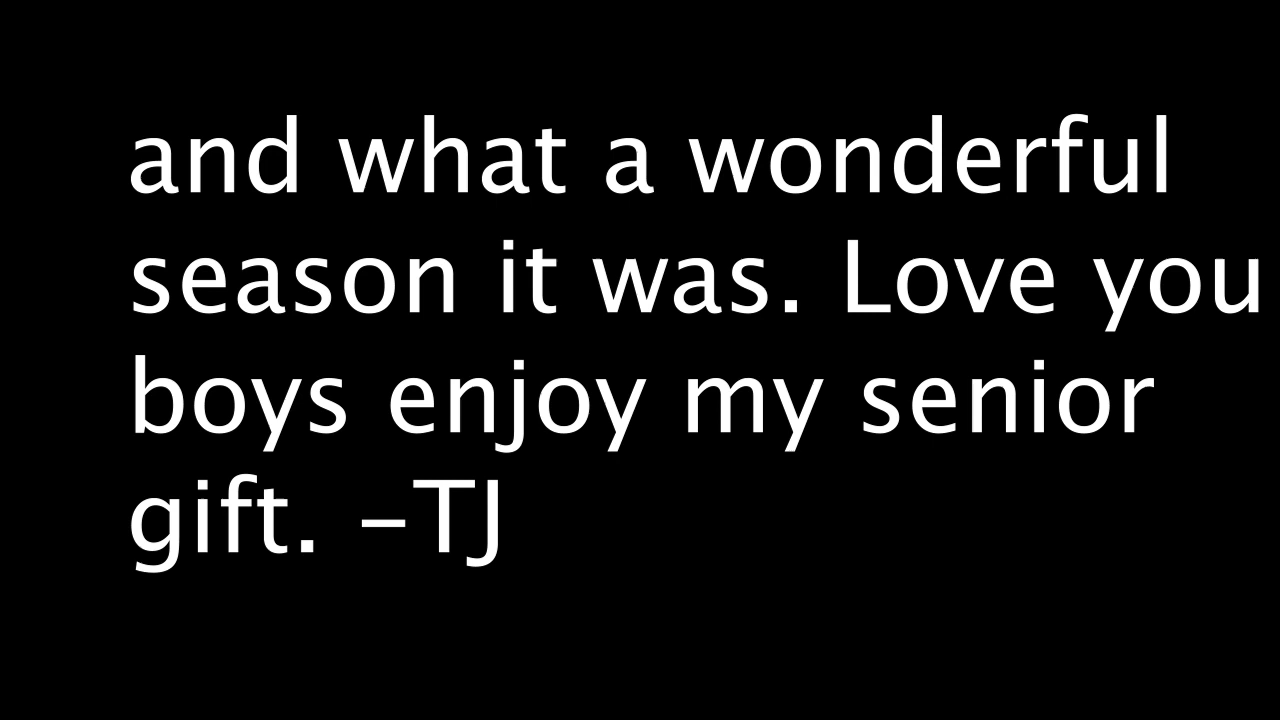 and what a wonderful
season it was. Love you
boys enjoy my senior
gift. -TJ